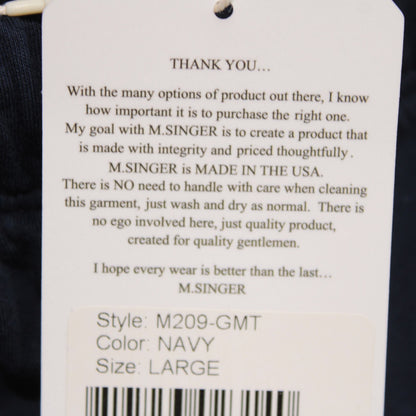 THANK YOU…
With the many options of product out there, I know
how important it is to purchase the right one.
My goal with M.SINGER is to create a product that
is made with integrity and priced thoughtfully .
M.SINGER is MADE IN THE USA.
There is NO need to handle with care when cleaning
this garment, just wash and dry as normal.  There is
no ego involved here, just quality product,
created for quality gentlemen.
I hope every wear is better than the last…
M.SINGER
Style: M209-GMT
Color: NAVY
Size: LARGE